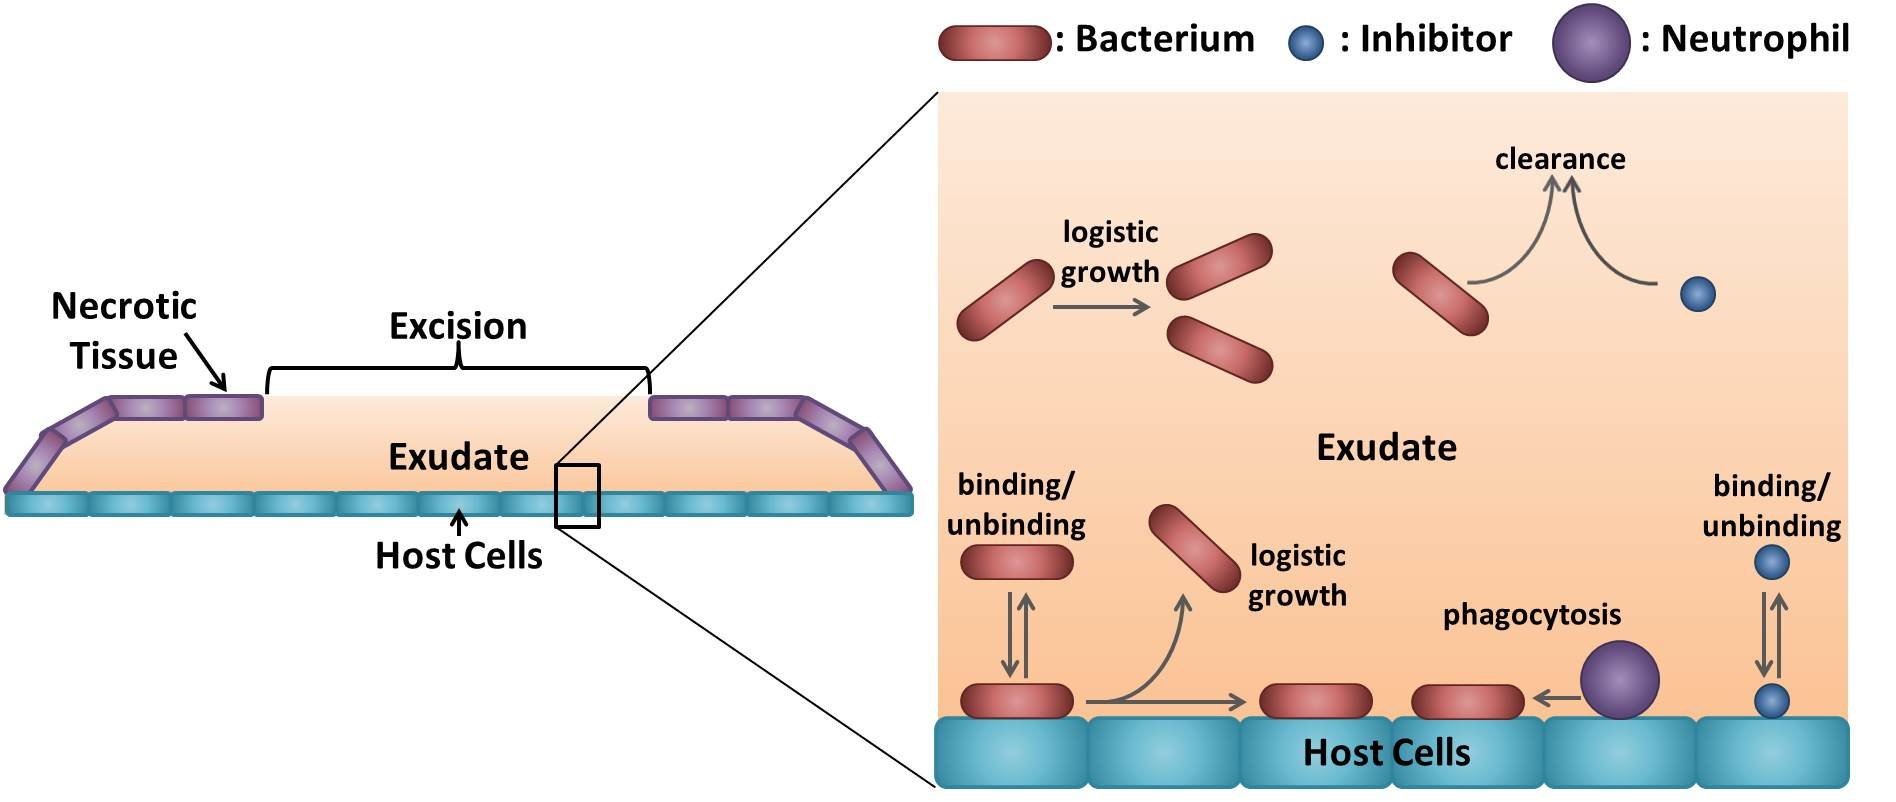 : Bacterium
: Inhibitor
: Neutrophil
Necrotic
Tissue
Excision
Exudate
Host Cells
clearance
logistic
growth
Exudate
binding/
unbinding
logistic
growth
phagocytosis
binding/
unbinding
Host Cells